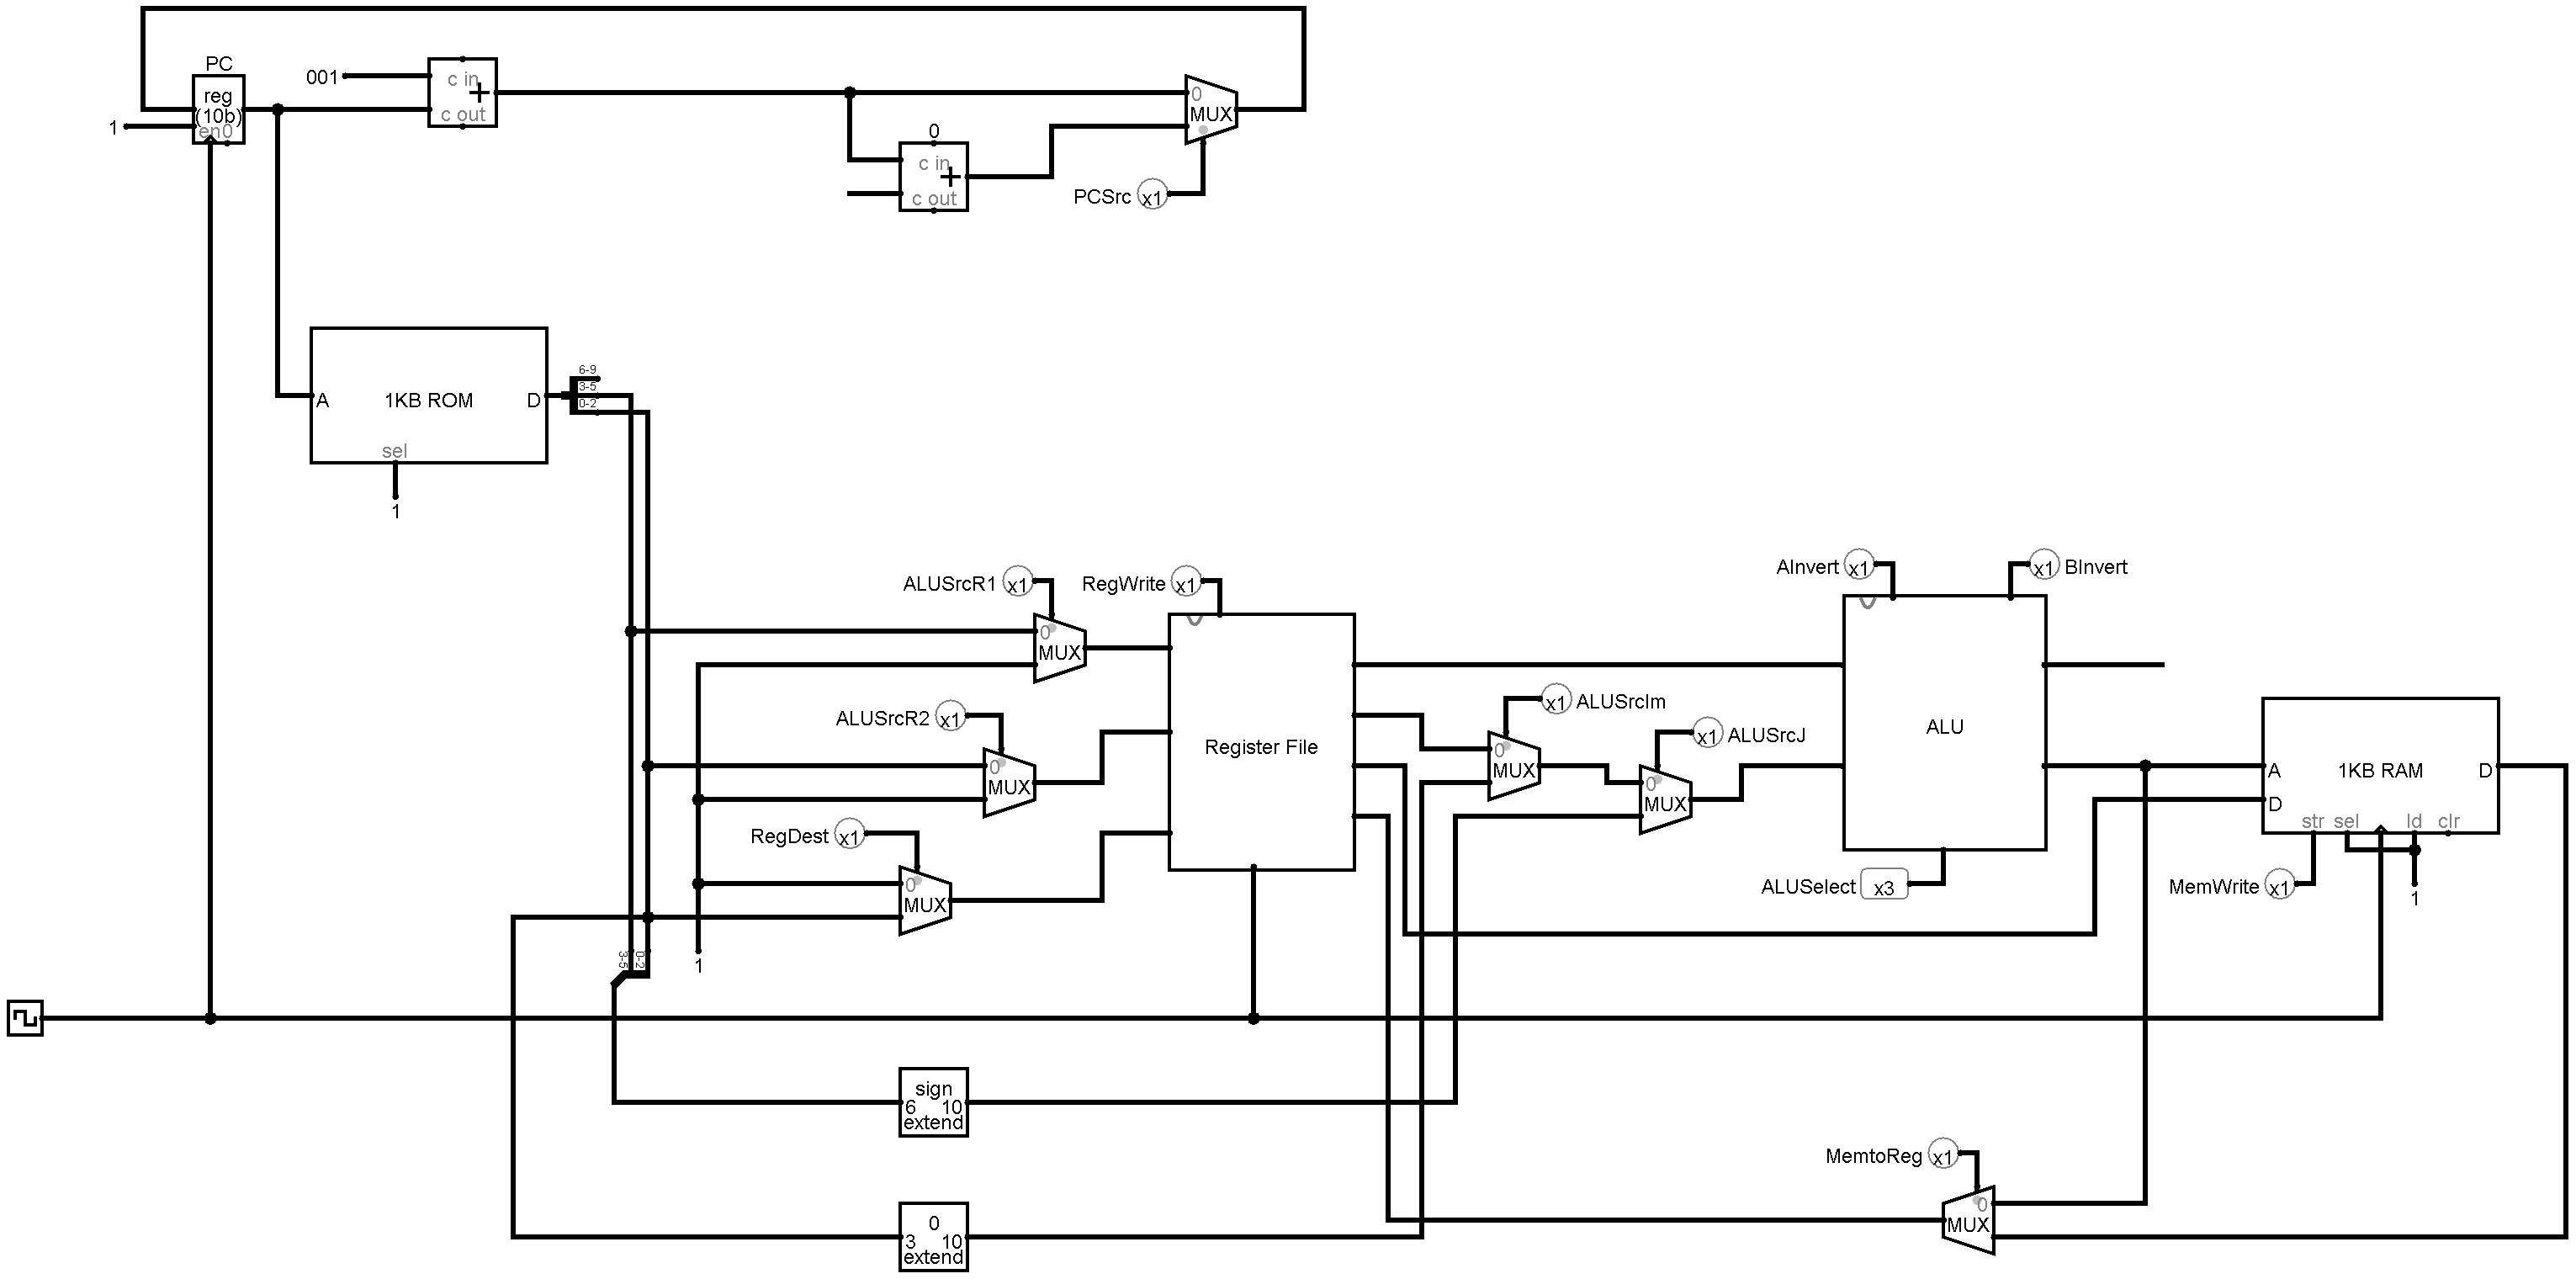 PC
reg
(10b)
en0
1
001
c in
+
c out
0
c in
+
c out
0
MUX
PCSrc x1
A 1KB ROM D
sel
1
6-9
3-5
0-2
ALUSrcR1 x1
0
MUX
RegWrite x1
ALUSrcR2 x1
0
MUX
RegDest x1
0
MUX
Register File
3-5 0-2
1
ALUSrcIm x1
0
MUX
ALUSrcJ x1
0
MUX
AInvert x1
x1 BInvert
ALU
ALUSelect x3
A 1KB RAM D
D
str sel ld clr
MemWrite x1
1
sign
6 10
extend
0
3 10
extend
MemtoReg x1
0
MUX